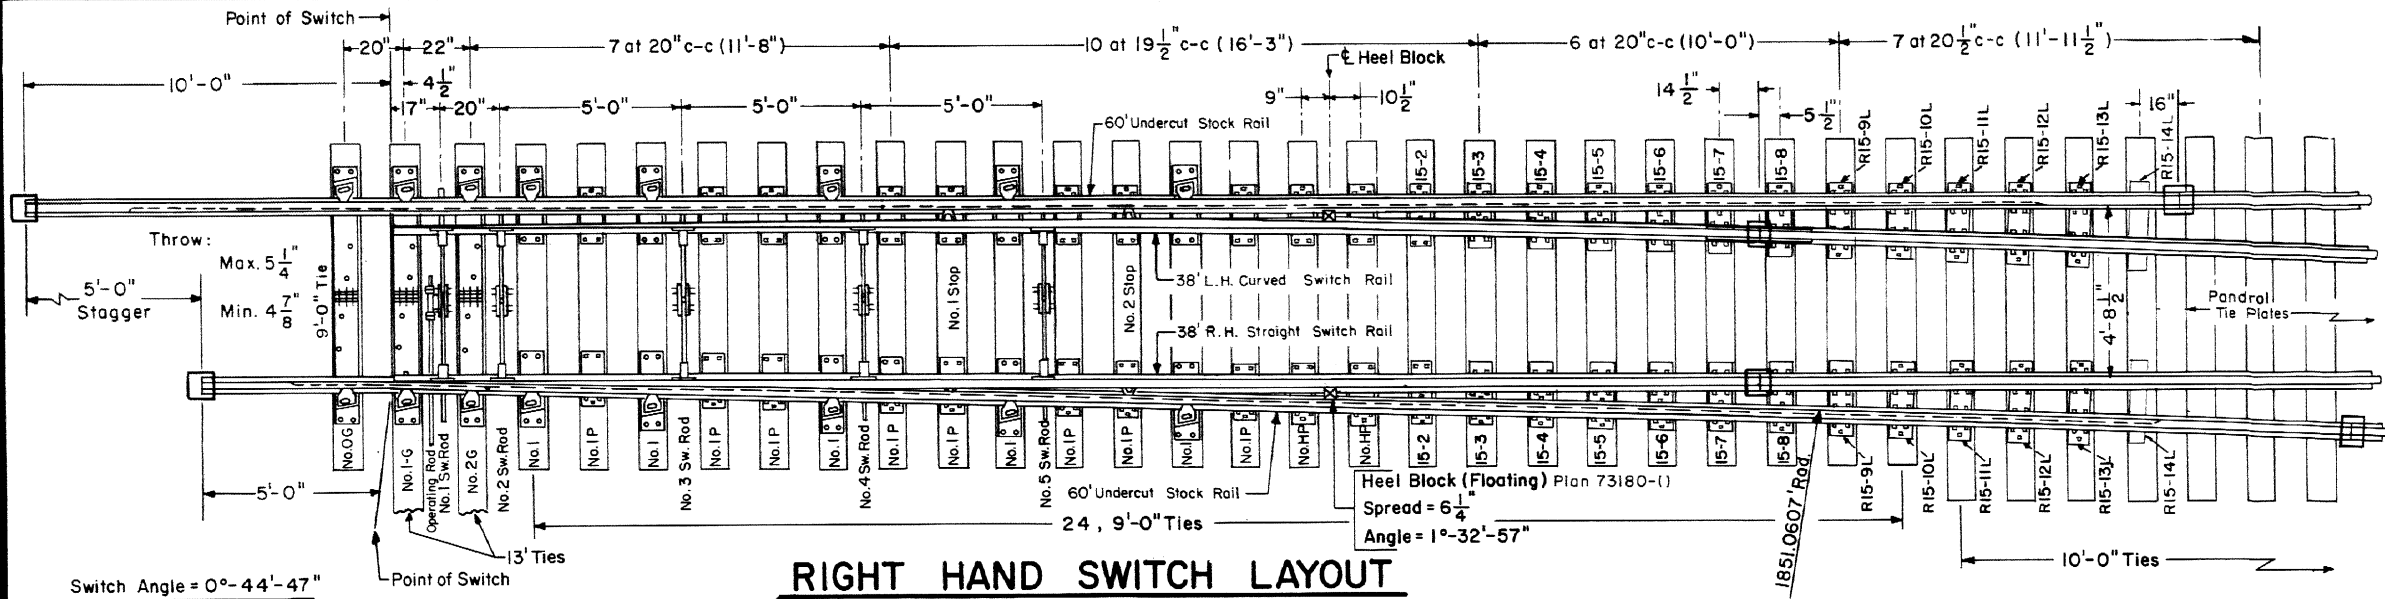 Point of Switch
20" 22" 7 at 20" c-c (11'-8") 10 at 19 1/2" c-c (16'-3") 6 at 20" c-c (10'-0") 7 at 20 1/2" c-c (11'-11 1/2")
℄ Heel Block
10'-0" 4 1/2" 9" 10 1/2" 14 1/2" 5 1/2" 16"
17" 20" 5'-0" 5'-0" 5'-0"
60' Undercut Stock Rail
15-2 15-3 15-4 15-5 15-6 15-7 15-8 R15-9L R15-10L R15-11L R15-12L R15-13L R15-14L
Throw:
Max. 5 1/4"
Min. 4 7/8"
5'-0"
Stagger
9'-0" Tie
No. 1 Stop
No. 2 Stop
38' L.H. Curved Switch Rail
38' R.H. Straight Switch Rail
4'-8 1/2"
Pandrol
Tie Plates
No.0G No.1-G Operating Rod No.1 Sw.Rod No.2G No.2 Sw.Rod No.1 No.1P No.1 No.3 Sw. Rod No.1P No.1P No.1 No.4 Sw.Rod No.1P No.1P No.1 No.5 Sw.Rod No.1P No.1P No.1 No.1P No.HP No.HP 15-2 15-3 15-4 15-5 15-6 15-7 15-8 R15-9L R15-10L R15-11L R15-12L R15-13L R15-14L
5'-0"
60' Undercut Stock Rail
Heel Block (Floating) Plan 73180-()
Spread = 6 1/4"
Angle = 1°-32'-57"
24, 9'-0" Ties
1851.0607' Rad.
13' Ties
10'-0" Ties
Point of Switch
Switch Angle = 0°-44'-47"
RIGHT HAND SWITCH LAYOUT